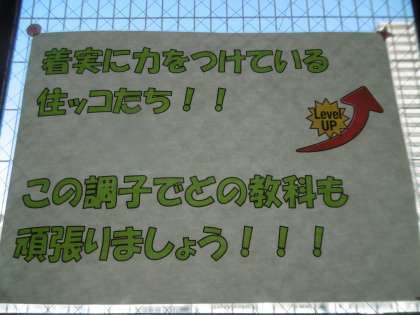 着実に力をつけている
住ッコたち！！
Level
UP
この調子でどの教科も
頑張りましょう！！！